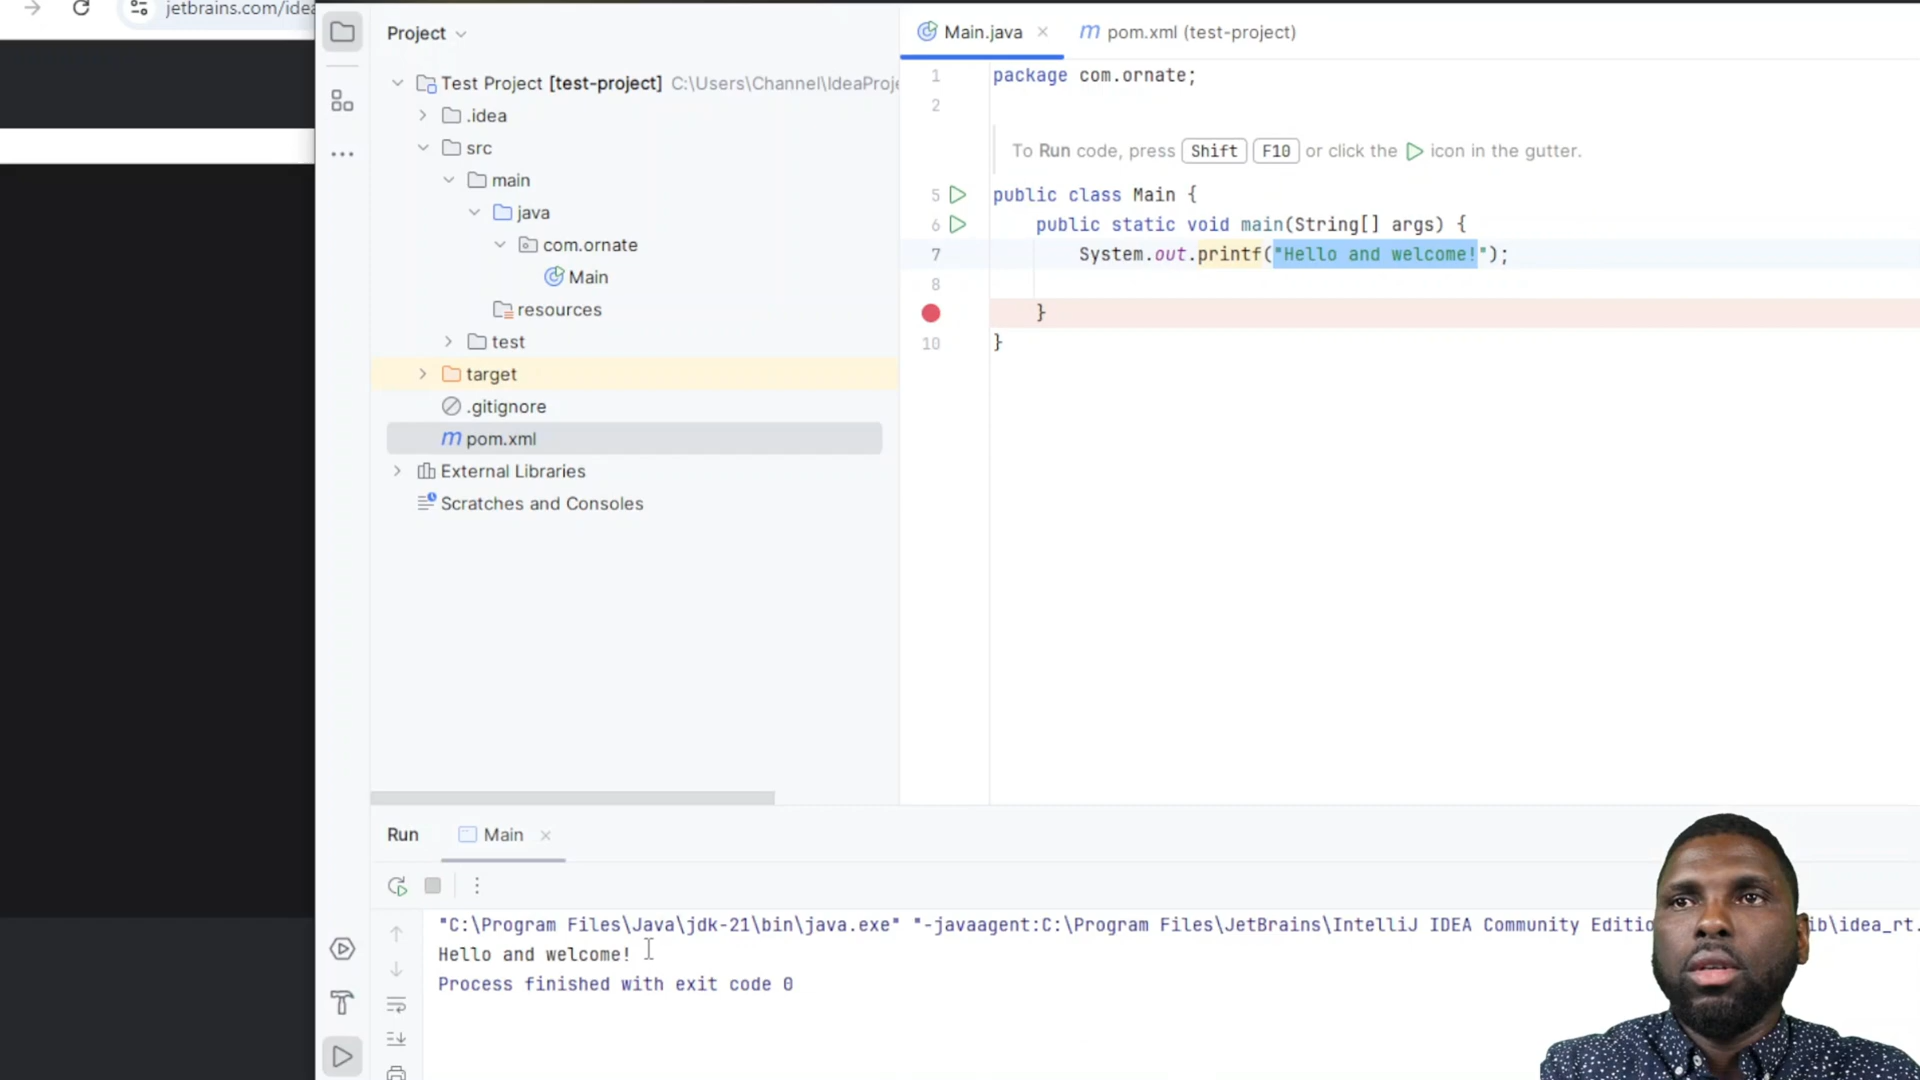 jetbrains.com/idea
Project
Main.java
pom.xml (test-project)
Test Project [test-project] C:\Users\Channel\IdeaProje
.idea
src
main
java
com.ornate
Main
resources
test
target
.gitignore
pom.xml
External Libraries
Scratches and Consoles
1 package com.ornate;
2
To Run code, press Shift F10 or click the icon in the gutter.
5 public class Main {
6 public static void main(String[] args) {
7 System.out.printf("Hello and welcome!");
8
}
10 }
Run Main
"C:\Program Files\Java\jdk-21\bin\java.exe" "-javaagent:C:\Program Files\JetBrains\IntelliJ IDEA Community Editio ib\idea_rt.
Hello and welcome!
Process finished with exit code 0